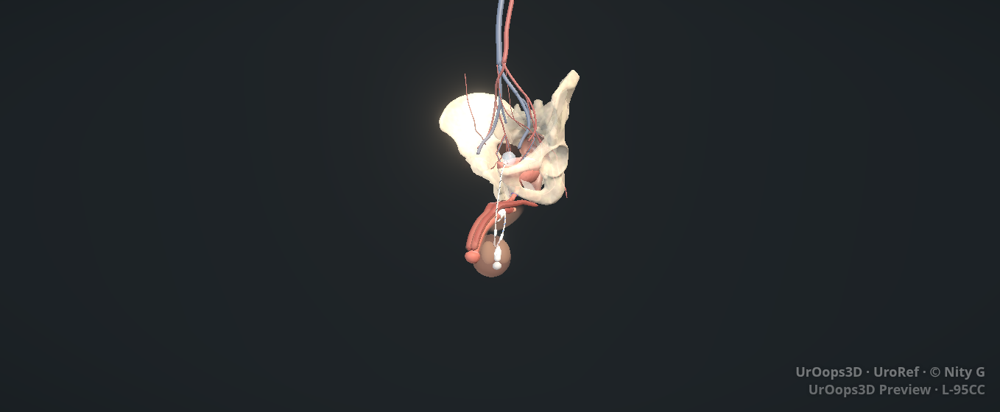 UrOops3D · UroRef · © Nity G
UrOops3D Preview · L-95CC